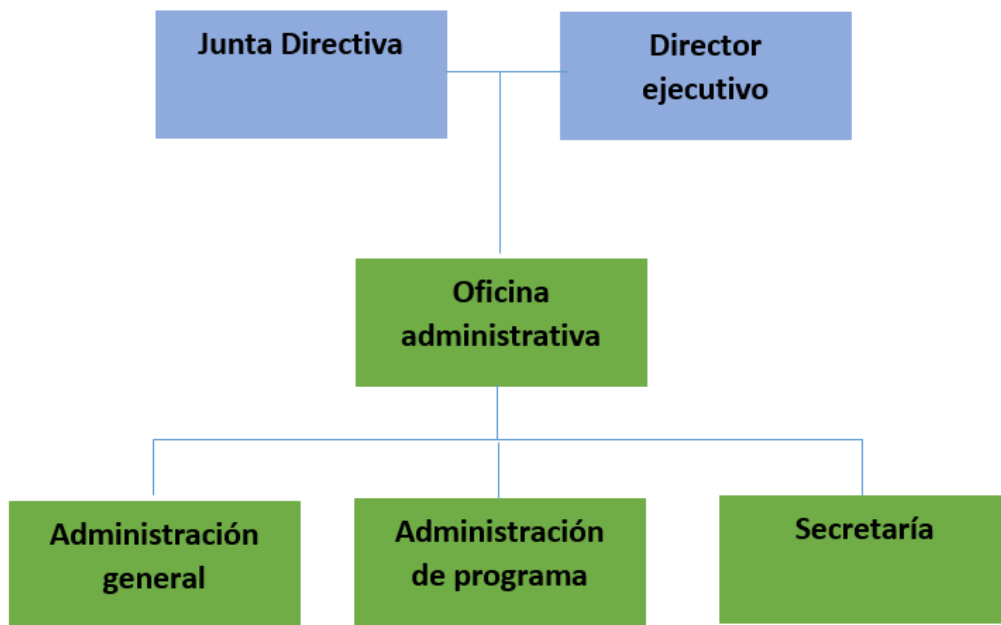 Junta Directiva
Director
ejecutivo
Oficina
administrativa
Administración
general
Administración
de programa
Secretaría